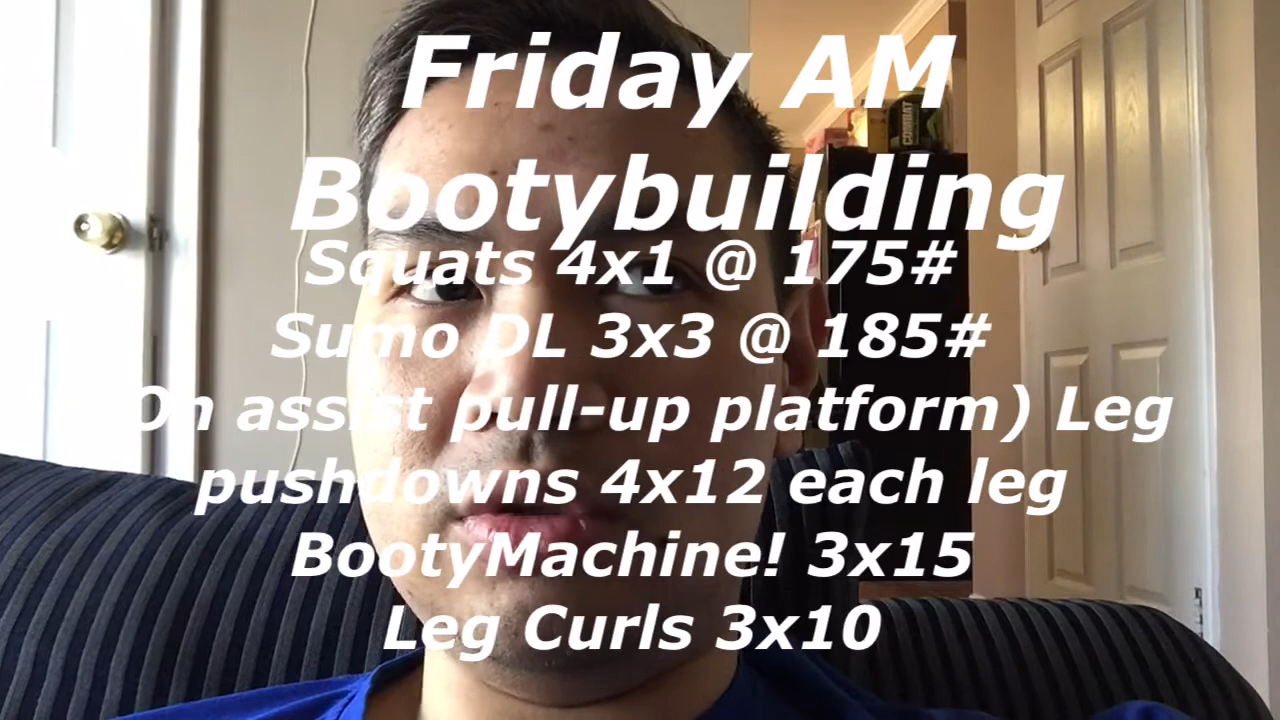 Friday AM
Bootybuilding
Squats 4x1 @ 175#
Sumo DL 3x3 @ 185#
On assist pull-up platform) Leg
pushdowns 4x12 each leg
BootyMachine! 3x15
Leg Curls 3x10
COMBAT